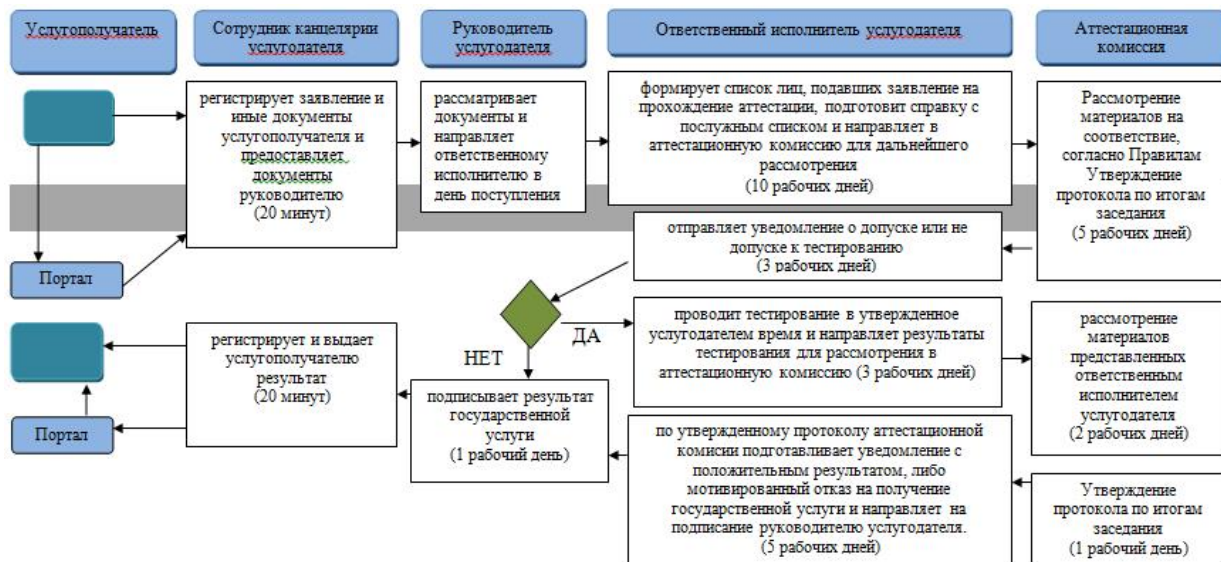 Услугополучатель
Сотрудник канцелярии
услугодателя
Руководитель
услугодателя
Ответственный исполнитель услугодателя
Аттестационная
комиссия
регистрирует заявление и
иные документы
услугополучателя и
предоставляет
документы
руководителю
(20 минут)
рассматривает
документы и
направляет
ответственному
исполнителю в
день поступления
формирует список лиц, подавших заявление на
прохождение аттестации, подготовит справку с
послужным списком и направляет в
аттестационную комиссию для дальнейшего
рассмотрения
(10 рабочих дней)
Рассмотрение
материалов на
соответствие,
согласно Правилам
Утверждение
протокола по итогам
заседания
(5 рабочих дней)
отправляет уведомление о допуске или не
допуске к тестированию
(3 рабочих дней)
Портал
ДА
НЕТ
проводит тестирование в утвержденное
услугодателем время и направляет результаты
тестирования для рассмотрения в
аттестационную комиссию (3 рабочих дней)
рассмотрение
материалов
представленных
ответственным
исполнителем
услугодателя
(2 рабочих дней)
регистрирует и выдает
услугополучателю
результат
(20 минут)
подписывает результат
государственной
услуги
(1 рабочий день)
Портал
по утвержденному протоколу аттестационной
комисии подготавливает уведомление с
положительным результатом, либо
мотивированный отказ на получение
государственной услуги и направляет на
подписание руководителю услугодателя.
(5 рабочих дней)
Утверждение
протокола по итогам
заседания
(1 рабочий день)